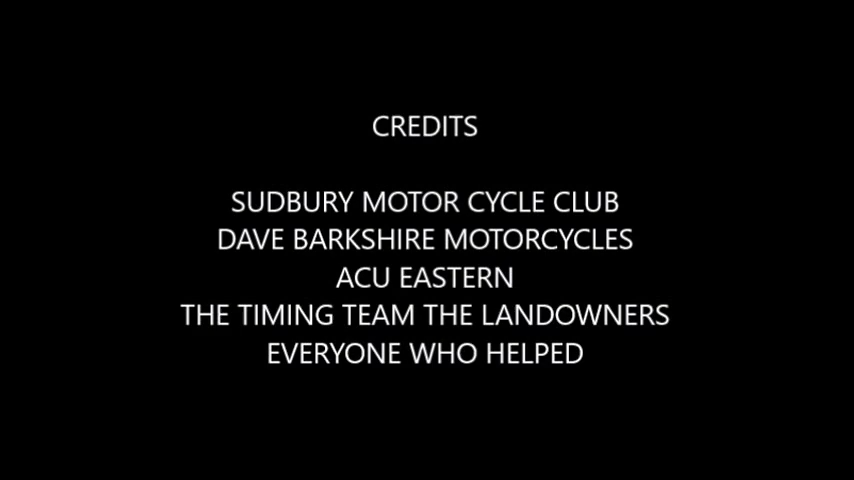 CREDITS
SUDBURY MOTOR CYCLE CLUB
DAVE BARKSHIRE MOTORCYCLES
ACU EASTERN
THE TIMING TEAM THE LANDOWNERS
EVERYONE WHO HELPED